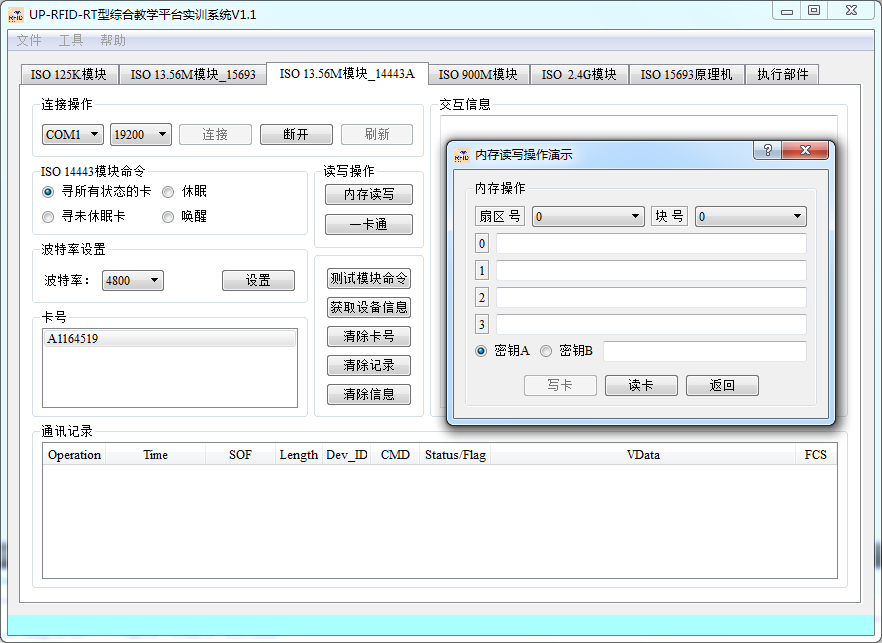 UP-RFID-RT型综合教学平台实训系统V1.1
文件 工具 帮助
ISO 125K模块 ISO 13.56M模块_15693 ISO 13.56M模块_14443A ISO 900M模块 ISO 2.4G模块 ISO 15693原理机 执行部件
连接操作
COM1 19200 连接 断开 刷新
ISO 14443模块命令
寻所有状态的卡 休眠
寻未休眠卡 唤醒
读写操作
内存读写
一卡通
波特率设置
波特率： 4800 设置
卡号
A1164519
测试模块命令
获取设备信息
清除卡号
清除记录
清除信息
交互信息
RFID 内存读写操作演示
内存操作
扇区 号 0 块 号 0
0
1
2
3
密钥A 密钥B
写卡 读卡 返回
通讯记录
Operation Time SOF Length Dev_ID CMD Status/Flag VData FCS